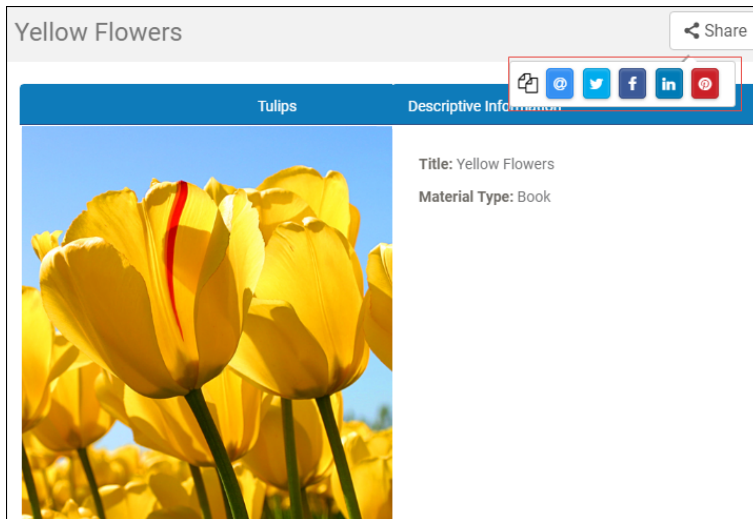 Yellow Flowers
Share
Tulips
Descriptive Information
Title: Yellow Flowers
Material Type: Book